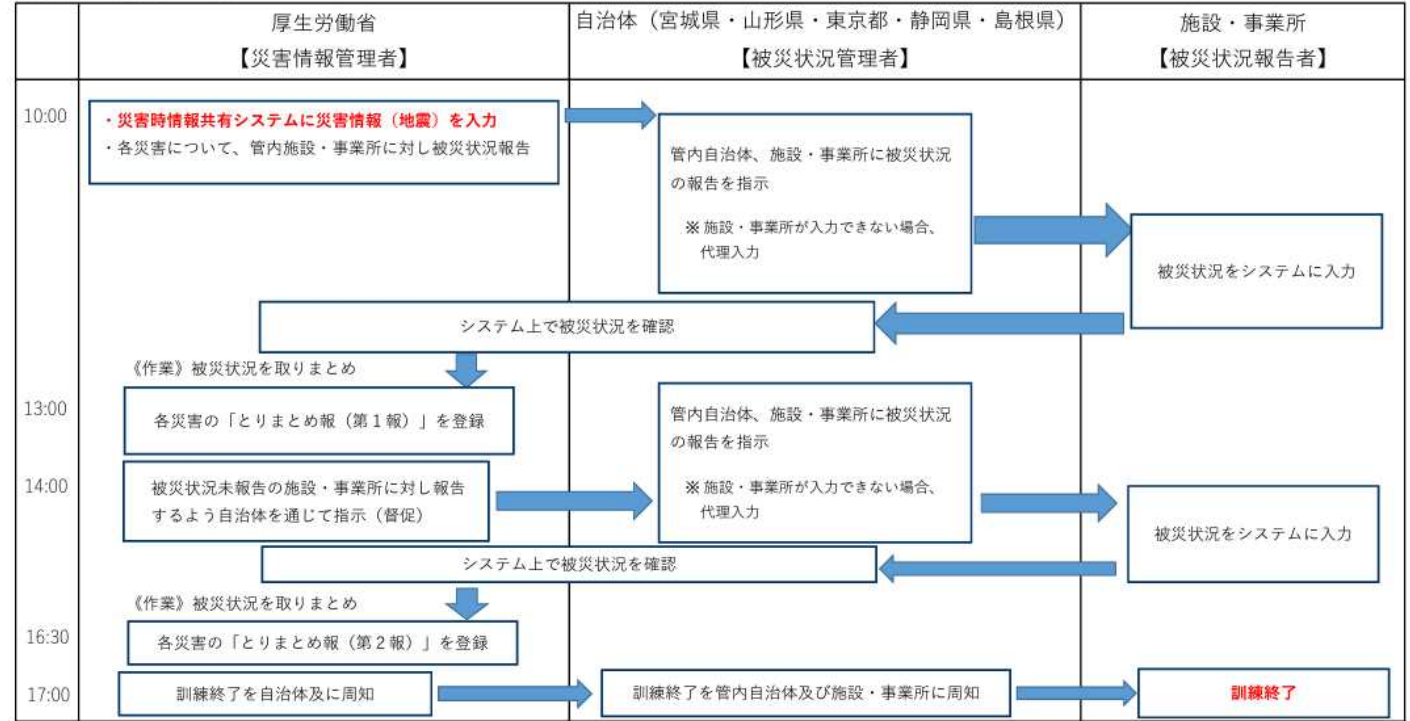 厚生労働省
【災害情報管理者】
自治体（宮城県・山形県・東京都・静岡県・島根県）
【被災状況管理者】
施設・事業所
【被災状況報告者】
10:00
・災害時情報共有システムに災害情報（地震）を入力
・各災害について、管内施設・事業所に対し被災状況報告
管内自治体、施設・事業所に被災状況
の報告を指示
※ 施設・事業所が入力できない場合、
代理入力
被災状況をシステムに入力
システム上で被災状況を確認
《作業》被災状況を取りまとめ
13:00
各災害の「とりまとめ報（第１報）」を登録
管内自治体、施設・事業所に被災状況
の報告を指示
※ 施設・事業所が入力できない場合、
代理入力
14:00
被災状況未報告の施設・事業所に対し報告
するよう自治体を通じて指示（督促）
被災状況をシステムに入力
システム上で被災状況を確認
《作業》被災状況を取りまとめ
16:30
各災害の「とりまとめ報（第２報）」を登録
17:00
訓練終了を自治体及に周知
訓練終了を管内自治体及び施設・事業所に周知
訓練終了